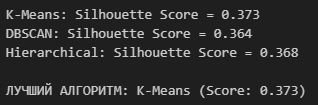 K-Means: Silhouette Score = 0.373
DBSCAN: Silhouette Score = 0.364
Hierarchical: Silhouette Score = 0.368
ЛУЧШИЙ АЛГОРИТМ: K-Means (Score: 0.373)